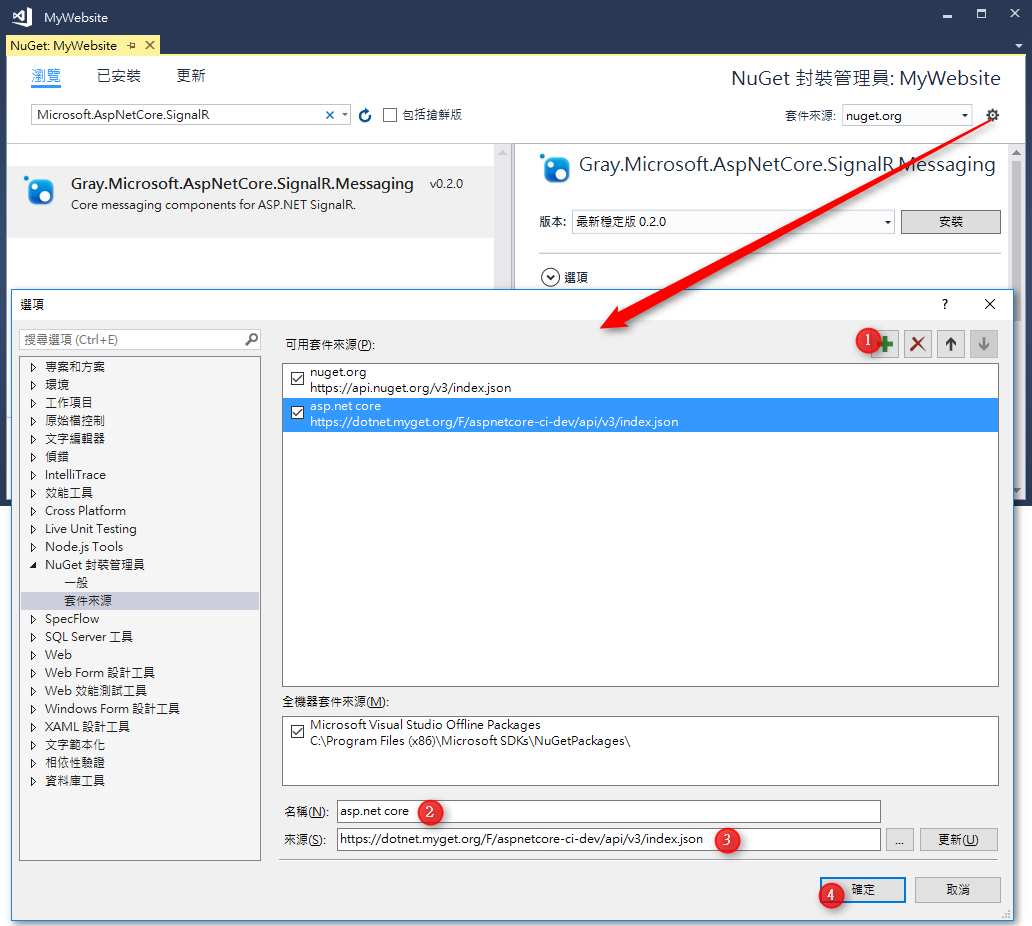 MyWebsite
NuGet: MyWebsite
瀏覽 已安裝 更新
NuGet 封裝管理員: MyWebsite
Microsoft.AspNetCore.SignalR
包括搶鮮版
套件來源: nuget.org
Gray.Microsoft.AspNetCore.SignalR.Messaging v0.2.0
Core messaging components for ASP.NET SignalR.
Gray.Microsoft.AspNetCore.SignalR.Messaging
版本: 最新穩定版 0.2.0 安裝
選項
選項 ?
搜尋選項 (Ctrl+E)
專案和方案
環境
工作項目
原始檔控制
文字編輯器
偵錯
IntelliTrace
效能工具
Cross Platform
Live Unit Testing
Node.js Tools
NuGet 封裝管理員
一般
套件來源
SpecFlow
SQL Server 工具
Web
Web Form 設計工具
Web 效能測試工具
Windows Form 設計工具
XAML 設計工具
文字範本化
相依性驗證
資料庫工具
可用套件來源(P):
1
nuget.org
https://api.nuget.org/v3/index.json
asp.net core
https://dotnet.myget.org/F/aspnetcore-ci-dev/api/v3/index.json
全機器套件來源(M):
Microsoft Visual Studio Offline Packages
C:\Program Files (x86)\Microsoft SDKs\NuGetPackages\
名稱(N): asp.net core 2
來源(S): https://dotnet.myget.org/F/aspnetcore-ci-dev/api/v3/index.json 3 ... 更新(U)
4 確定 取消